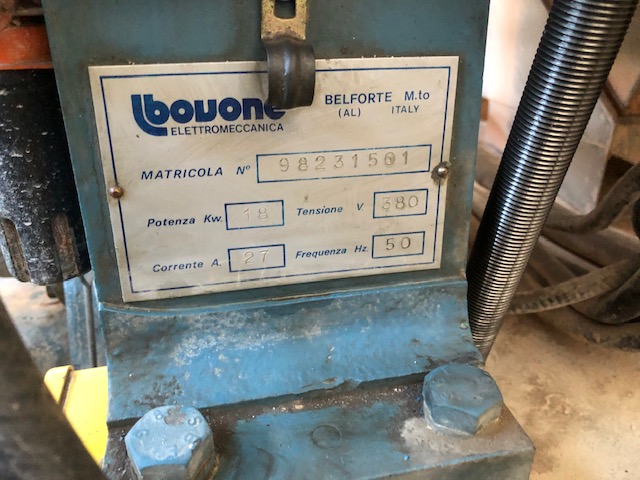 bovone
ELETTROMECCANICA
BELFORTE M.to
(AL) ITALY
MATRICOLA N° 98231501
Potenza Kw. 18 Tensione V 380
Corrente A. 27 Frequenza Hz. 50